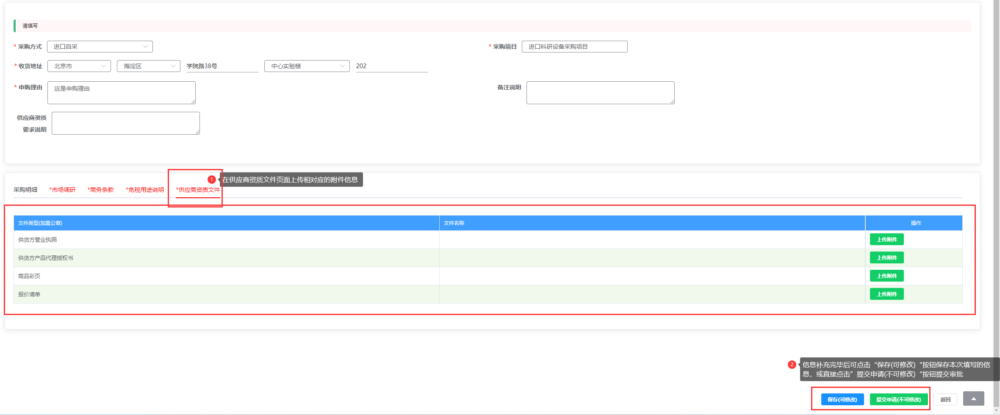 请填写
* 采购方式 进口自采 * 采购项目 进口科研设备采购项目
* 收货地址 北京市 海淀区 学院路38号 中心实验楼 202
* 申购理由 这是申购理由 备注说明
供应商资质
要求说明
1 在供应商资质文件页面上传相对应的附件信息
采购明细 *市场调研 *商务条款 *免税用途说明 *供应商资质文件
文件类型(加盖公章) 文件名称 操作
供货方营业执照 上传附件
供货方产品代理授权书 上传附件
商品彩页 上传附件
报价清单 上传附件
2 信息补充完毕后可点击“保存(可修改)“按钮保存本次填写的信
息，或直接点击”提交申请(不可修改)“按钮提交审批
保存(可修改) 提交申请(不可修改) 返回